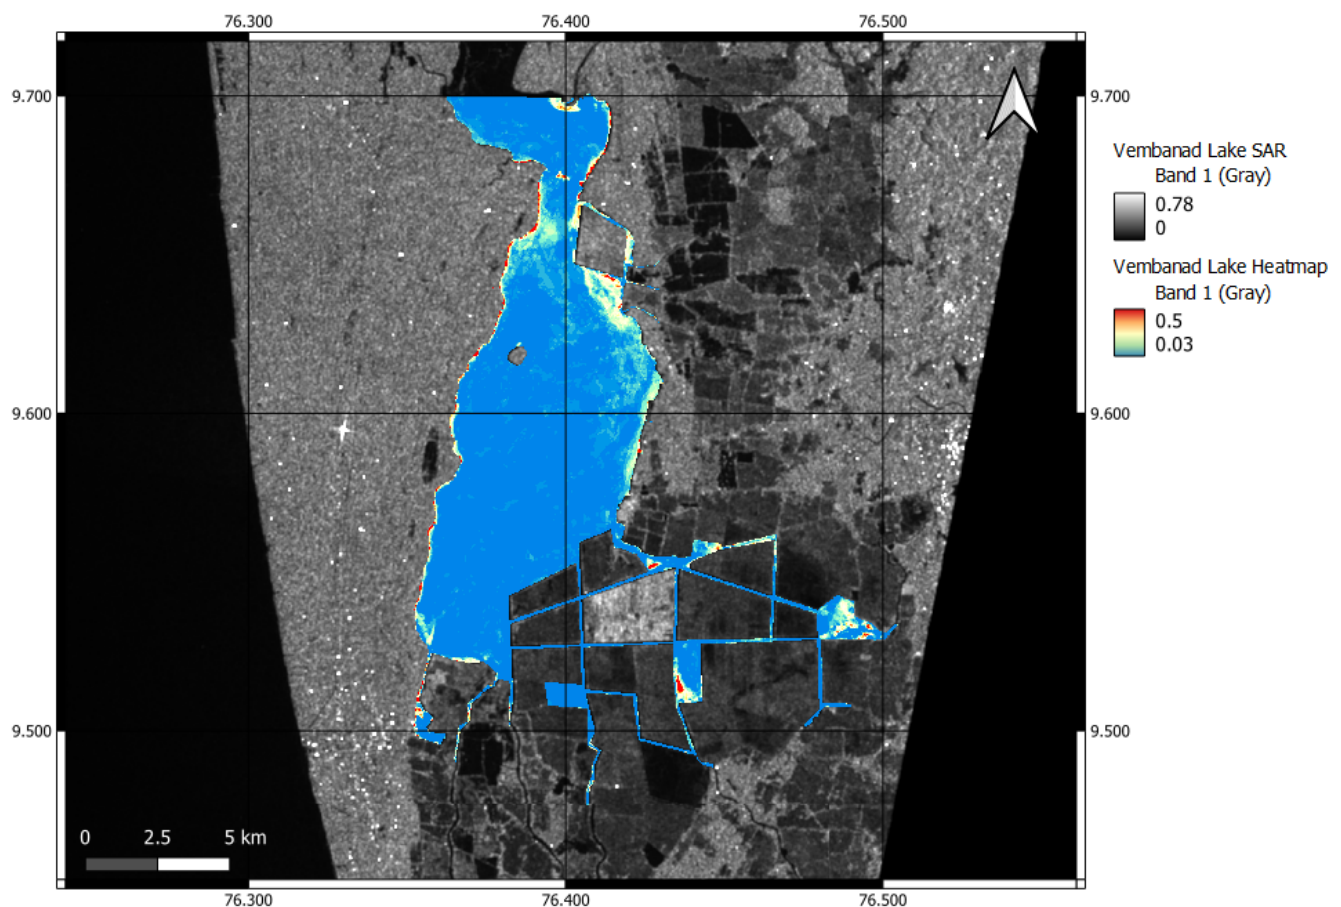 76.300 76.400 76.500
9.700 9.700
Vembanad Lake SAR
Band 1 (Gray)
0.78
0
Vembanad Lake Heatmap
Band 1 (Gray)
0.5
0.03
9.600 9.600
9.500 9.500
0 2.5 5 km
76.300 76.400 76.500